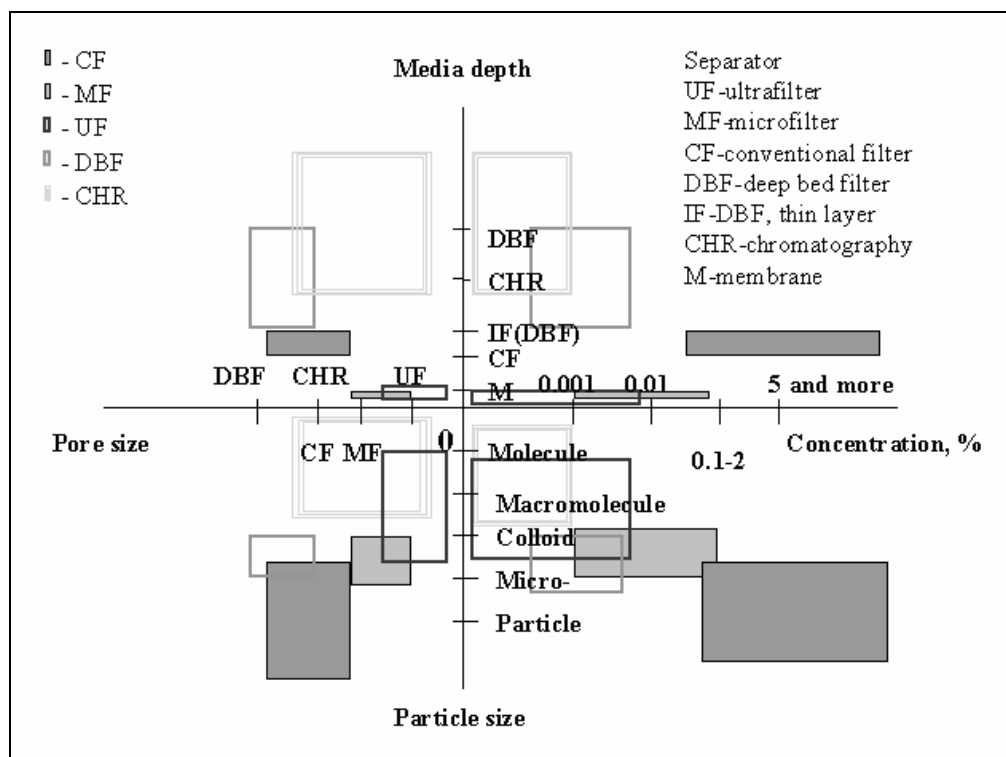 - CF
- MF
- UF
- DBF
- CHR
Media depth
Separator
UF-ultrafilter
MF-microfilter
CF-conventional filter
DBF-deep bed filter
IF-DBF, thin layer
CHR-chromatography
M-membrane
DBF
CHR
IF(DBF)
CF
DBF CHR UF
M 0.001 0.01 5 and more
Pore size
CF MF
0
Concentration, %
0.1-2
Molecule
Macromolecule
Colloid
Micro-
Particle
Particle size